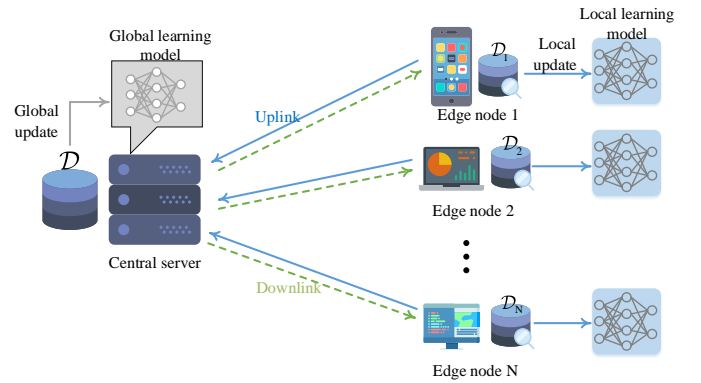 Global learning
model
Global
update
𝒟
Central server
Uplink
Downlink
𝒟1
Edge node 1
Local
update
Local learning
model
𝒟2
Edge node 2
𝒟N
Edge node N